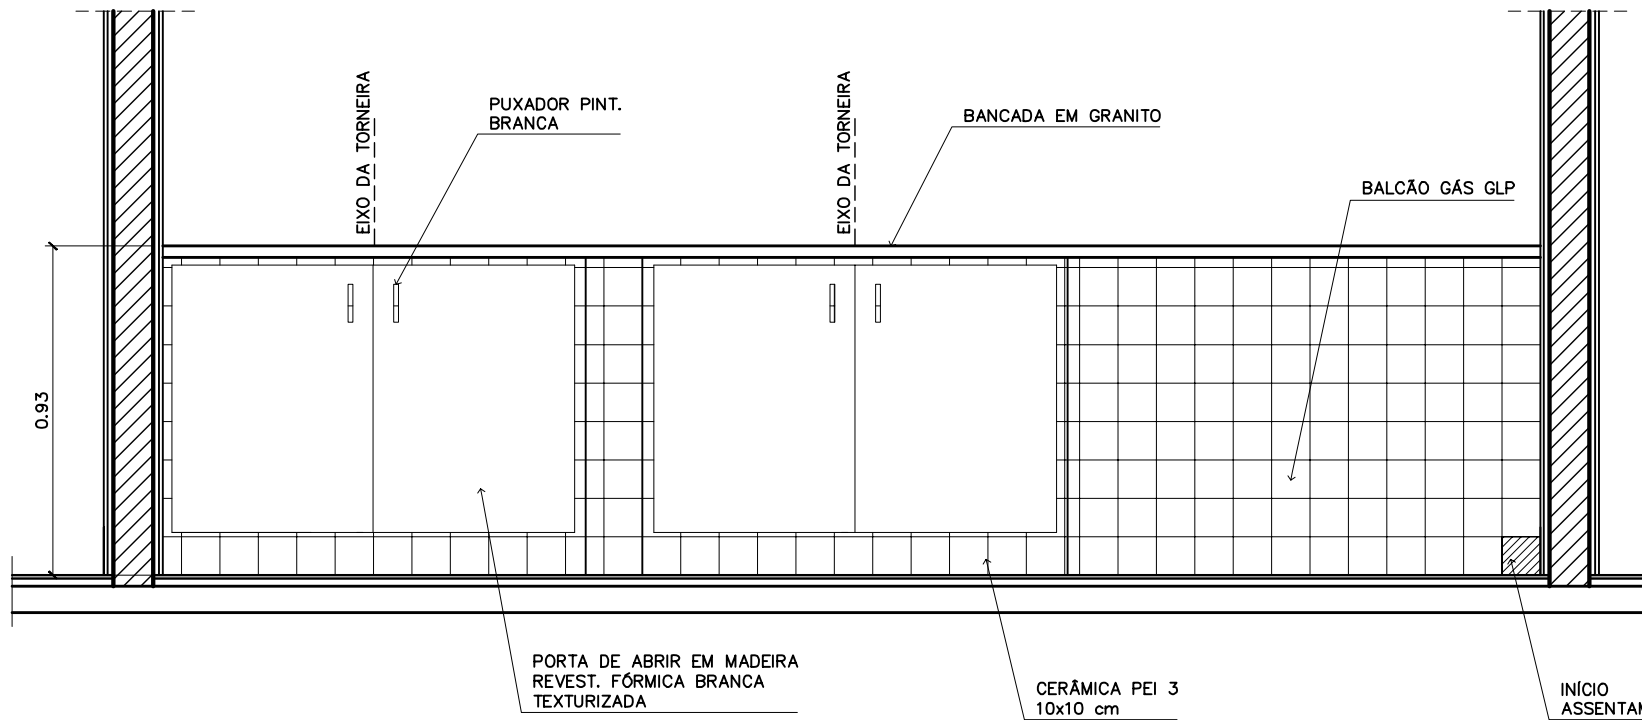 EIXO DA TORNEIRA
PUXADOR PINT.
BRANCA
EIXO DA TORNEIRA
BANCADA EM GRANITO
BALCÃO GÁS GLP
0.93
PORTA DE ABRIR EM MADEIRA
REVEST. FÓRMICA BRANCA
TEXTURIZADA
CERÂMICA PEI 3
10x10 cm
INÍCIO